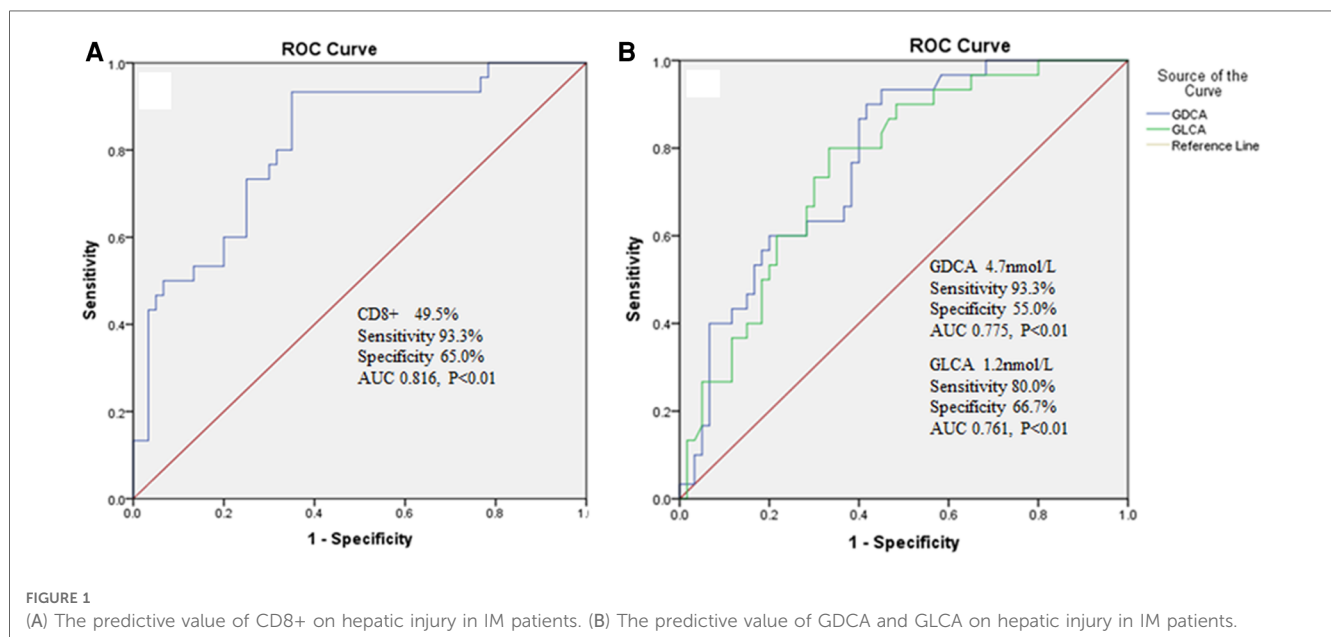 A
ROC Curve
1.0
0.8
0.6
0.4
0.2
0.0
Sensitivity
CD8+ 49.5%
Sensitivity 93.3%
Specificity 65.0%
AUC 0.816, P<0.01
0.0 0.2 0.4 0.6 0.8 1.0
1 - Specificity
B
ROC Curve
1.0
0.8
0.6
0.4
0.2
0.0
Sensitivity
GDCA 4.7nmol/L
Sensitivity 93.3%
Specificity 55.0%
AUC 0.775, P<0.01
GLCA 1.2nmol/L
Sensitivity 80.0%
Specificity 66.7%
AUC 0.761, P<0.01
0.0 0.2 0.4 0.6 0.8 1.0
1 - Specificity
Source of the
Curve
GDCA
GLCA
Reference Line
FIGURE 1
(A) The predictive value of CD8+ on hepatic injury in IM patients. (B) The predictive value of GDCA and GLCA on hepatic injury in IM patients.